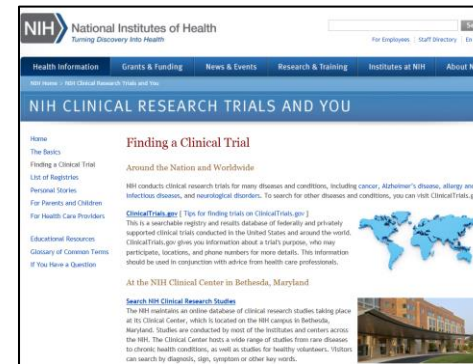 NIH National Institutes of Health
Turning Discovery Into Health
For Employees | Staff Directory | En
Health Information Grants & Funding News & Events Research & Training Institutes at NIH About N
NIH Home > NIH Clinical Research Trials and You
NIH CLINICAL RESEARCH TRIALS AND YOU
Home
The Basics
Finding a Clinical Trial
List of Registries
Personal Stories
For Parents and Children
For Health Care Providers
Educational Resources
Glossary of Common Terms
If You Have a Question
Finding a Clinical Trial
Around the Nation and Worldwide
NIH conducts clinical research trials for many diseases and conditions, including cancer, Alzheimer's disease, allergy and
infectious diseases, and neurological disorders. To search for other diseases and conditions, you can visit ClinicalTrials.g
ClinicalTrials.gov [ Tips for finding trials on ClinicalTrials.gov ]
This is a searchable registry and results database of federally and privately
supported clinical trials conducted in the United States and around the world.
ClinicalTrials.gov gives you information about a trial's purpose, who may
participate, locations, and phone numbers for more details. This information
should be used in conjunction with advice from health care professionals.
At the NIH Clinical Center in Bethesda, Maryland
Search NIH Clinical Research Studies
The NIH maintains an online database of clinical research studies taking place
at its Clinical Center, which is located on the NIH campus in Bethesda,
Maryland. Studies are conducted by most of the institutes and centers across
the NIH. The Clinical Center hosts a wide range of studies from rare diseases
to chronic health conditions, as well as studies for healthy volunteers. Visitors
can search by diagnosis, sign, symptom or other key words.